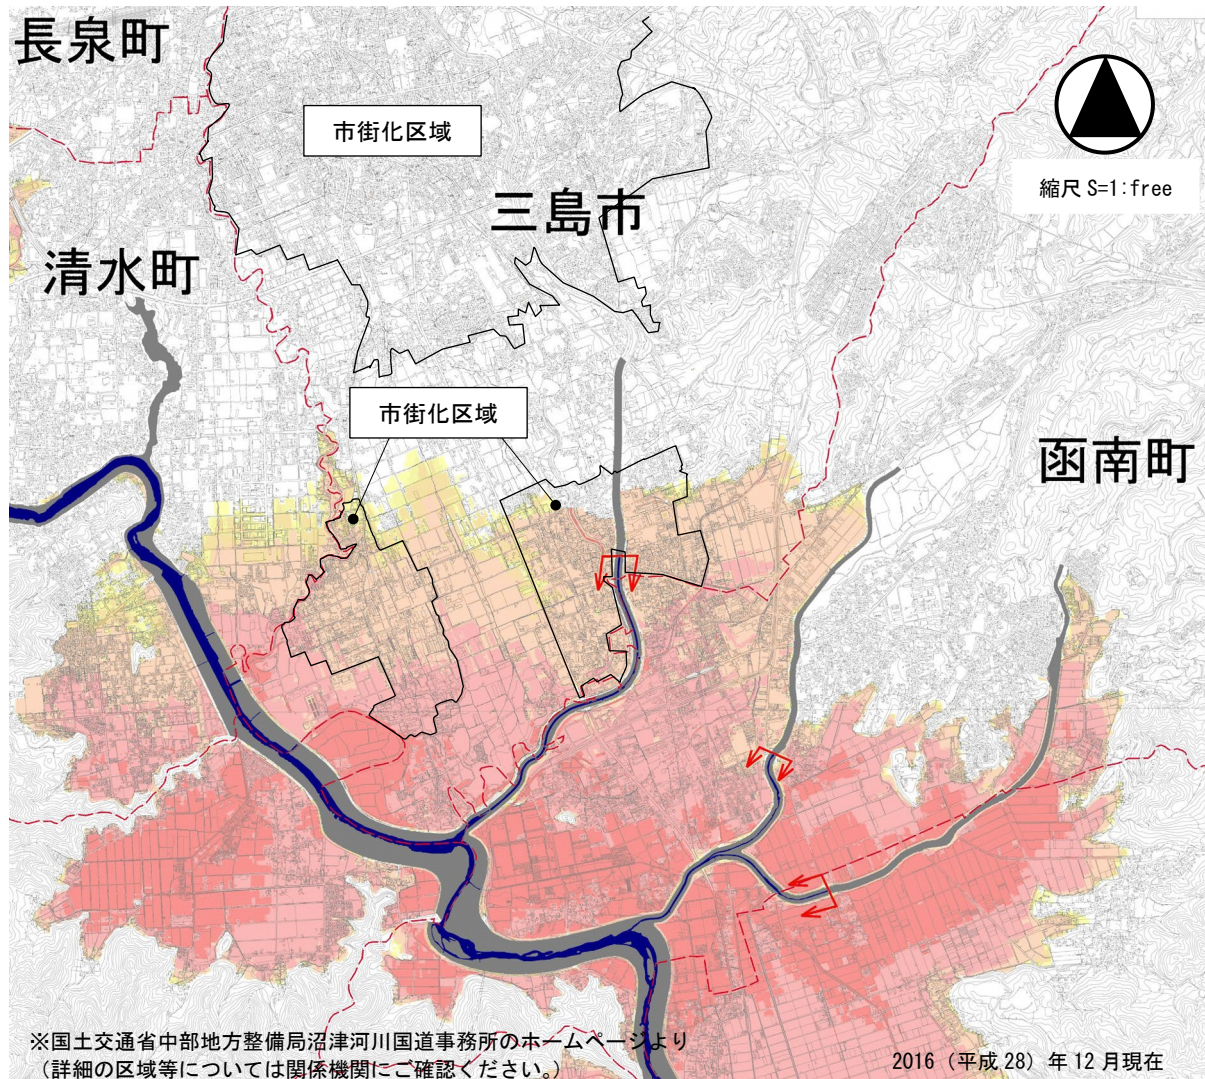 長泉町
市街化区域
縮尺 S=1:free
三島市
清水町
市街化区域
函南町
※国土交通省中部地方整備局沼津河川国道事務所のホームページより
(詳細の区域等については関係機関にご確認ください。)
2016（平成 28）年 12 月現在